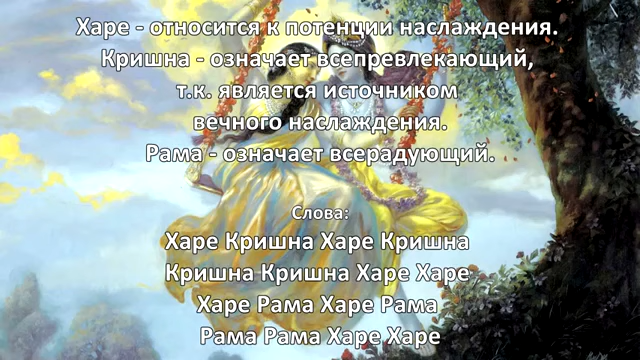 Харе - относится к потенции наслаждения.
Кришна - означает всепревлекающий,
т.к. является источником
вечного наслаждения.
Рама - означает всерадующий.
Слова:
Харе Кришна Харе Кришна
Кришна Кришна Харе Харе
Харе Рама Харе Рама
Рама Рама Харе Харе